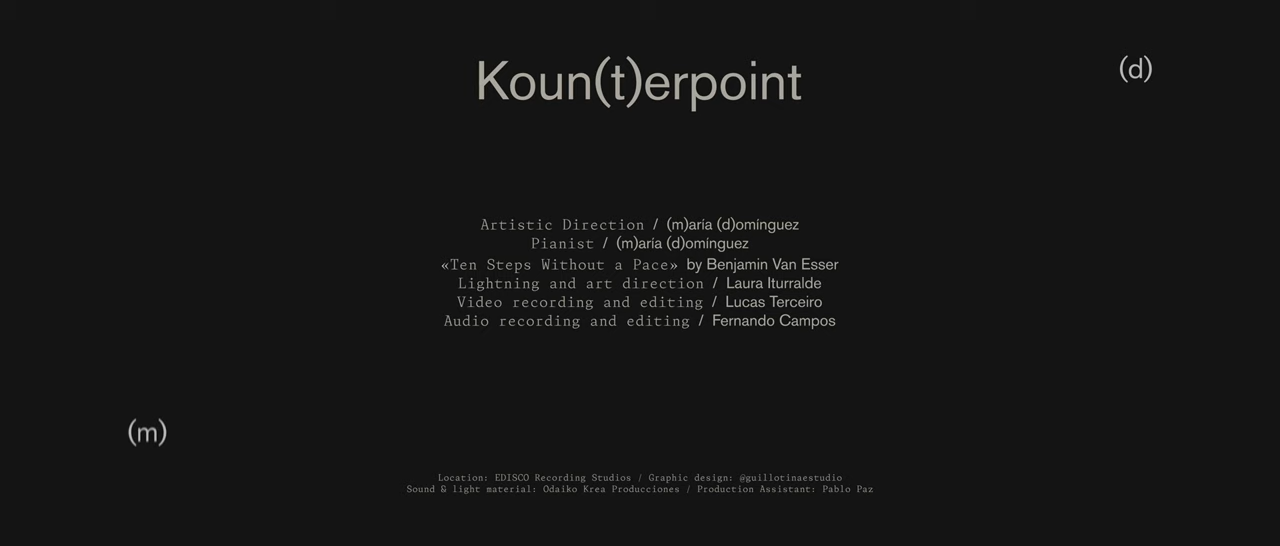 Koun(t)erpoint
(d)
Artistic Direction / (m)aría (d)omínguez
Pianist / (m)aría (d)omínguez
«Ten Steps Without a Pace» by Benjamin Van Esser
Lightning and art direction / Laura Iturralde
Video recording and editing / Lucas Terceiro
Audio recording and editing / Fernando Campos
(m)
Location: EDISCO Recording Studios / Graphic design: @guillotinaestudio
Sound & light material: Odaiko Krea Producciones / Production Assistant: Pablo Paz